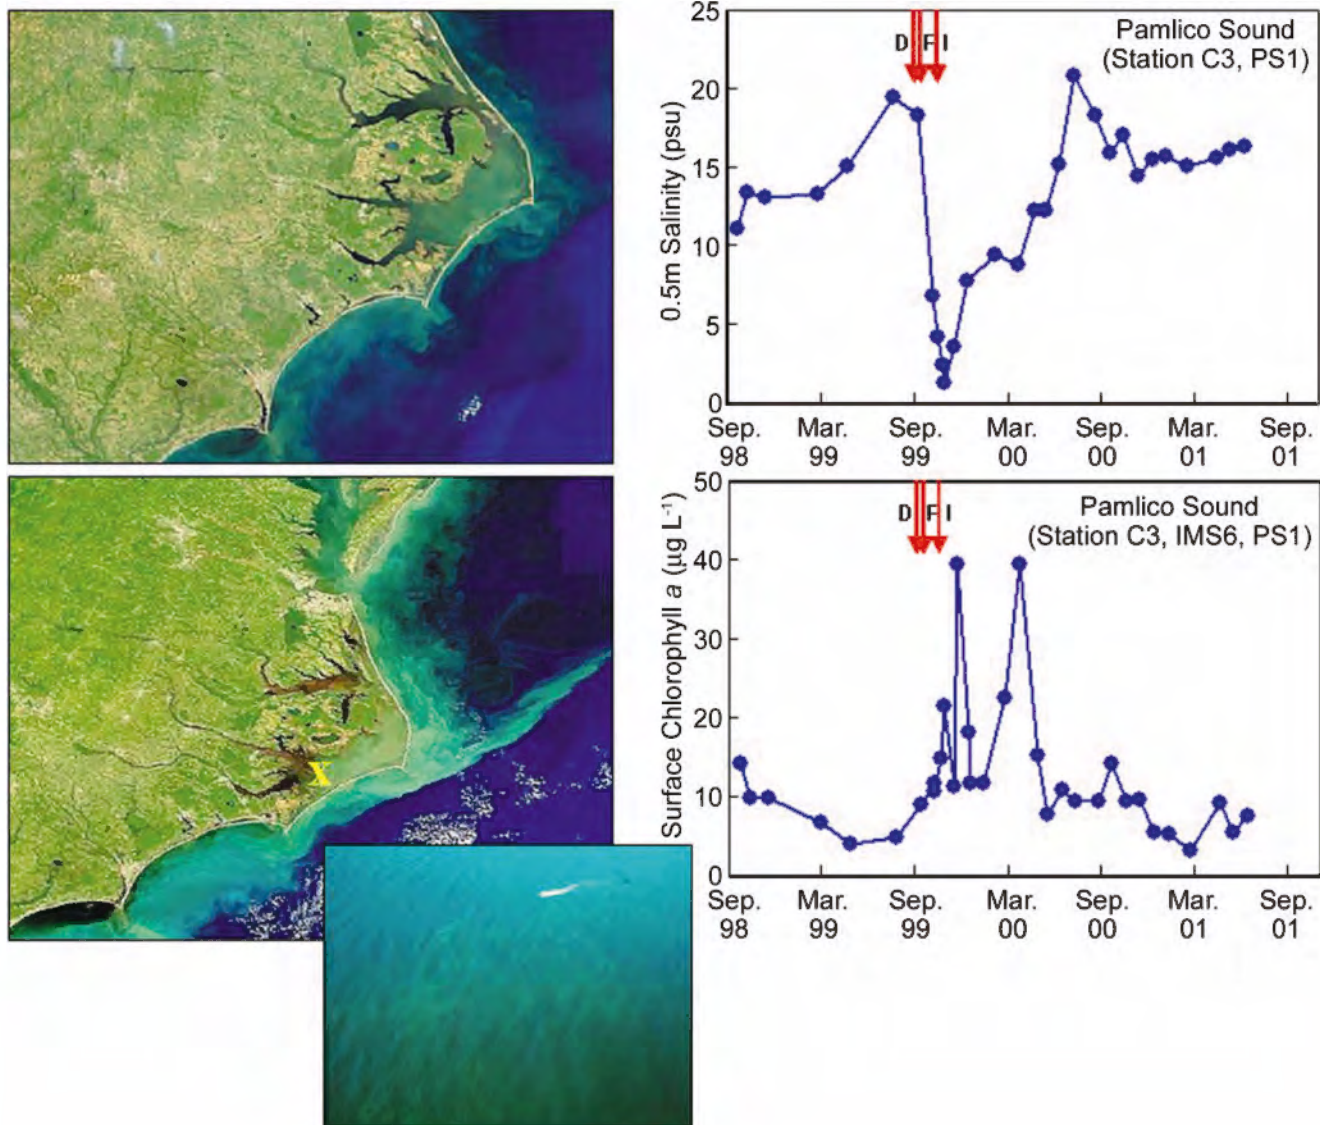 25
20
15
10
5
0
0.5m Salinity (psu)
D F I
Pamlico Sound
(Station C3, PS1)
Sep. Mar. Sep. Mar. Sep. Mar. Sep.
98 99 99 00 00 01 01
50
40
30
20
10
0
Surface Chlorophyll a (µg L⁻¹)
D F I
Pamlico Sound
(Station C3, IMS6, PS1)
Sep. Mar. Sep. Mar. Sep. Mar. Sep.
98 99 99 00 00 01 01
X